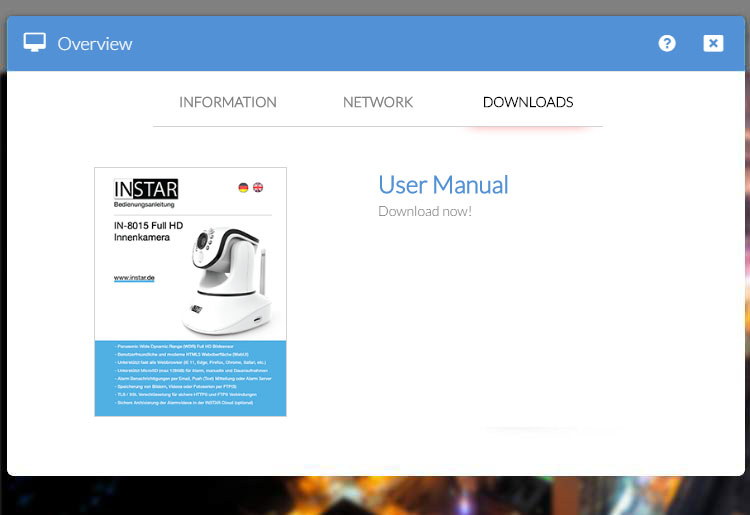 Overview
INFORMATION
NETWORK
DOWNLOADS
INSTAR
Bedienungsanleitung
IN-8015 Full HD
Innenkamera
www.instar.de
- Panasonic Wide Dynamic Range (WDR) Full HD Bildsensor
- Benutzerfreundliche und moderne HTML5 Weboberfläche (WebUI)
- Unterstützt fast alle Webbrowser (IE 11, Edge, Firefox, Chrome, Safari, etc.)
- Unterstützt MicroSD (max 128MB) für Alarm, manuelle und Daueraufnahmen
- Alarm Benachrichtigungen per Email, Push (Text) Mitteilung oder Alarm Server
- Speicherung von Bildern, Videos oder Fotoserien per FTP(S)
- TLS / SSL Verschlüsselung für sichere HTTPS und FTPS Verbindungen
- Sichere Archivierung der Alarmvideos in der INSTAR Cloud (optional)
User Manual
Download now!